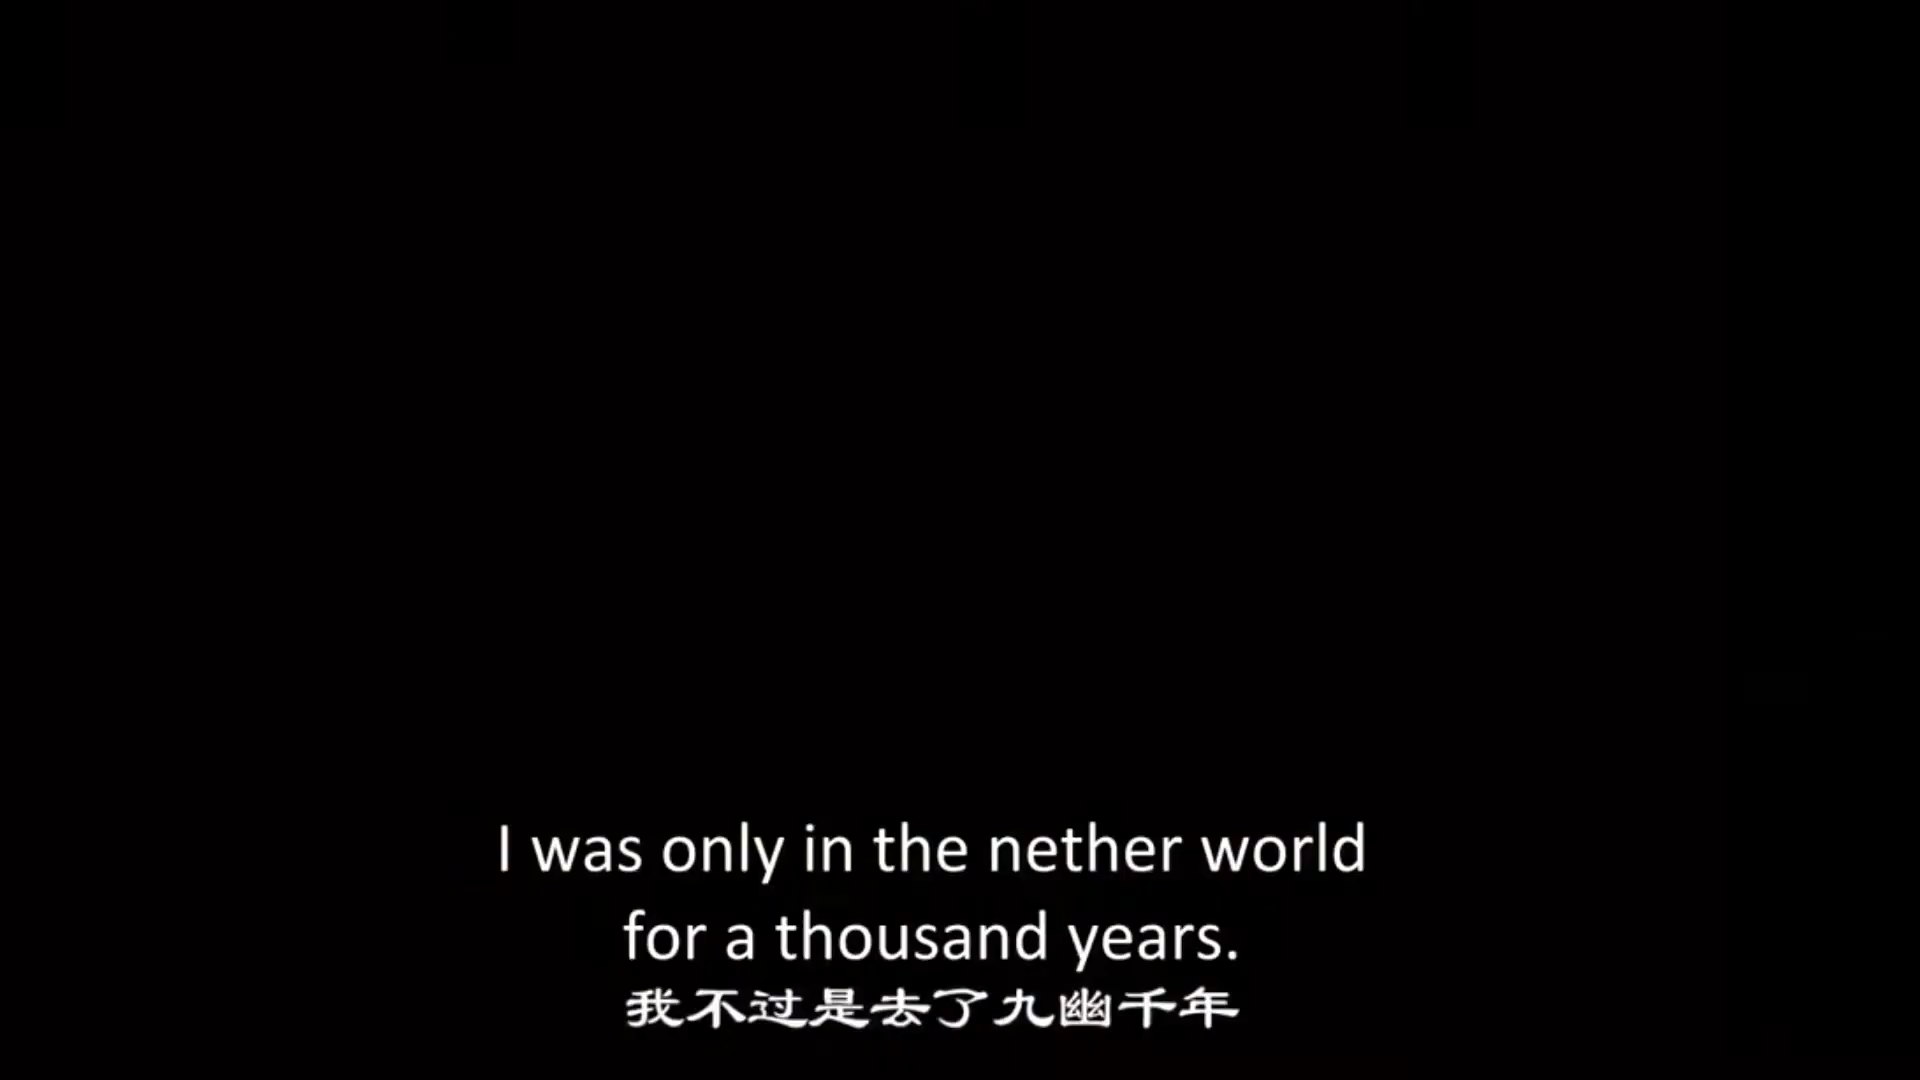 I was only in the nether world
for a thousand years.
我不过是去了九幽千年